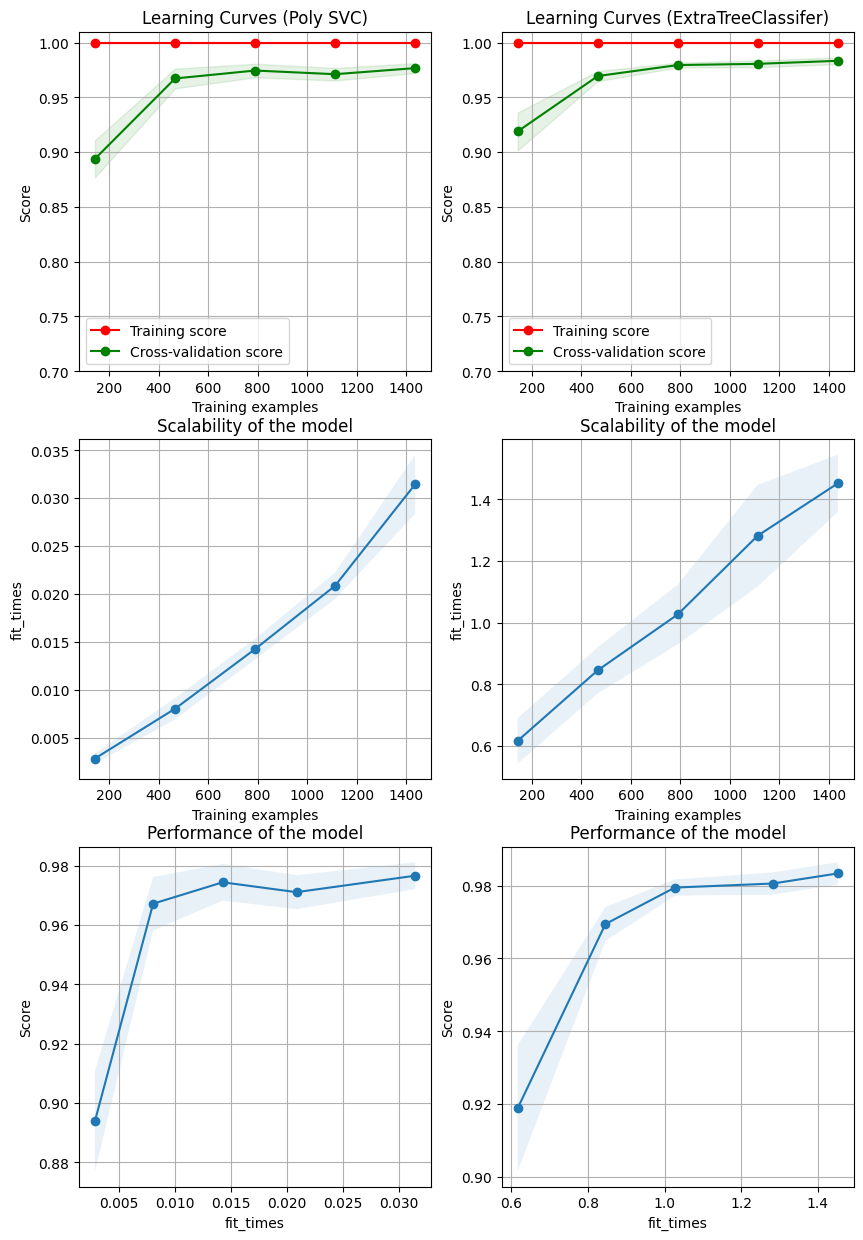 Learning Curves (Poly SVC)
1.00
0.95
0.90
0.85
0.80
0.75
0.70
Score
Training score
Cross-validation score
200 400 600 800 1000 1200 1400
Training examples
Learning Curves (ExtraTreeClassifer)
1.00
0.95
0.90
0.85
0.80
0.75
0.70
Score
Training score
Cross-validation score
200 400 600 800 1000 1200 1400
Training examples
Scalability of the model
0.035
0.030
0.025
0.020
0.015
0.010
0.005
fit_times
200 400 600 800 1000 1200 1400
Training examples
Scalability of the model
1.4
1.2
1.0
0.8
0.6
fit_times
200 400 600 800 1000 1200 1400
Training examples
Performance of the model
0.98
0.96
0.94
0.92
0.90
0.88
Score
0.005 0.010 0.015 0.020 0.025 0.030
fit_times
Performance of the model
0.98
0.96
0.94
0.92
0.90
Score
0.6 0.8 1.0 1.2 1.4
fit_times